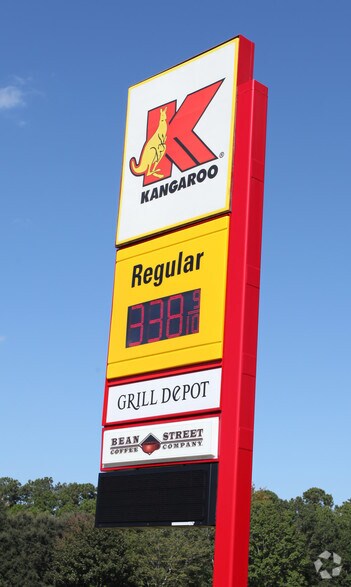 K
KANGAROO®
Regular
338 9/10
GRILL DEPOT
BEAN STREET
COFFEE COMPANY